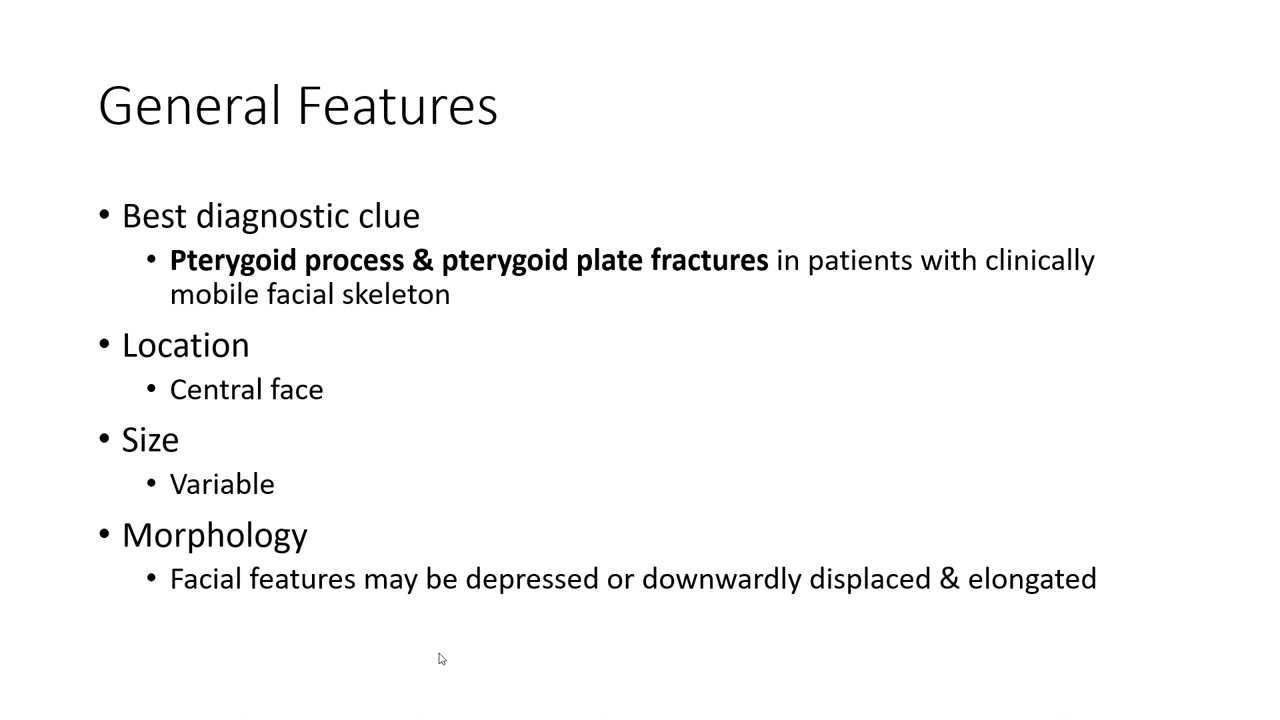 General Features
• Best diagnostic clue
• Pterygoid process & pterygoid plate fractures in patients with clinically
mobile facial skeleton
• Location
• Central face
• Size
• Variable
• Morphology
• Facial features may be depressed or downwardly displaced & elongated